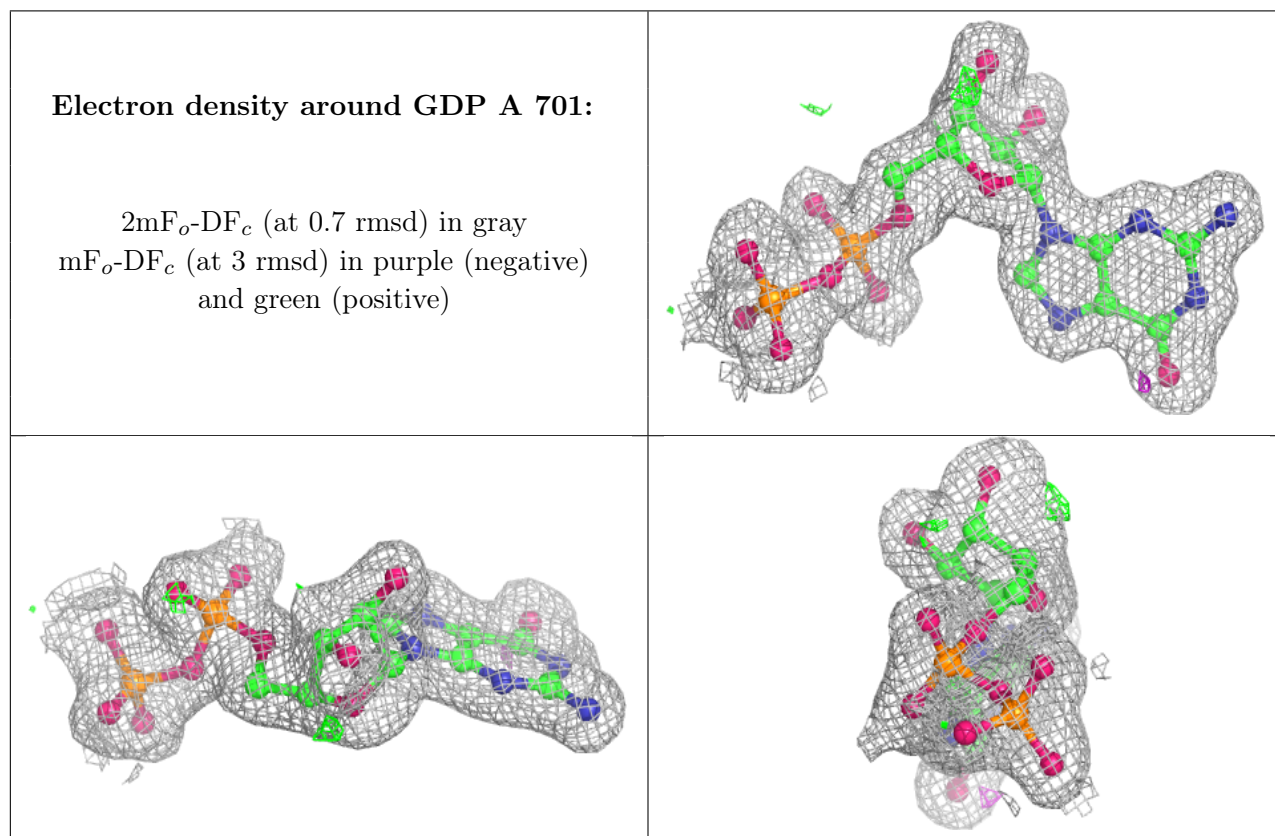 Electron density around GDP A 701:
2mFo-DFc (at 0.7 rmsd) in gray
mFo-DFc (at 3 rmsd) in purple (negative)
and green (positive)